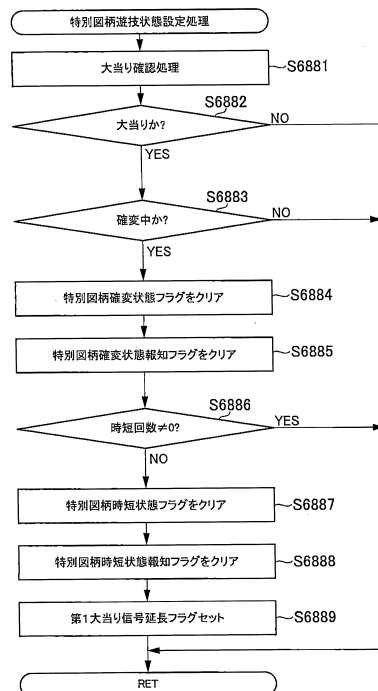 特別図柄遊技状態設定処理
大当り確認処理
S6881
S6882
大当りか?
NO
YES
S6883
確変中か?
NO
YES
特別図柄確変状態フラグをクリア
S6884
特別図柄確変状態報知フラグをクリア
S6885
S6886
時短回数≠0?
YES
NO
特別図柄時短状態フラグをクリア
S6887
特別図柄時短状態報知フラグをクリア
S6888
第1大当り信号延長フラグセット
S6889
RET